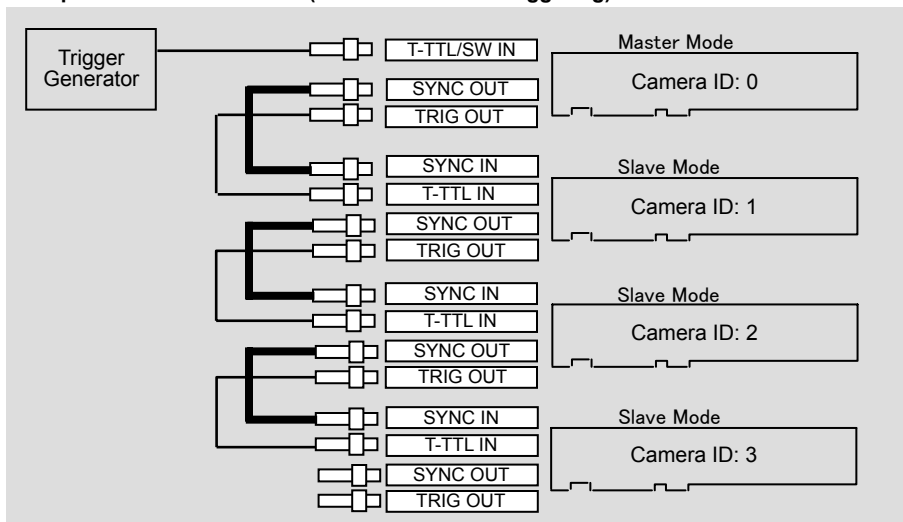 Trigger
Generator
T-TTL/SW IN
Master Mode
Camera ID: 0
SYNC OUT
TRIG OUT
SYNC IN
Slave Mode
T-TTL IN
Camera ID: 1
SYNC OUT
TRIG OUT
SYNC IN
Slave Mode
T-TTL IN
Camera ID: 2
SYNC OUT
TRIG OUT
SYNC IN
Slave Mode
T-TTL IN
Camera ID: 3
SYNC OUT
TRIG OUT